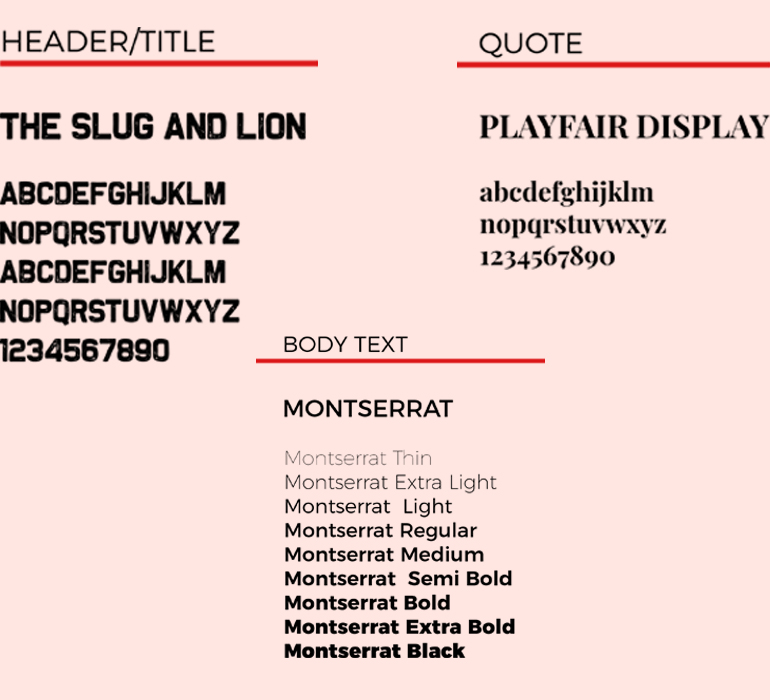 HEADER/TITLE
THE SLUG AND LION
ABCDEFGHIJKLM
NOPQRSTUVWXYZ
ABCDEFGHIJKLM
NOPQRSTUVWXYZ
1234567890
QUOTE
PLAYFAIR DISPLAY
abcdefghijklm
nopqrstuvwxyz
1234567890
BODY TEXT
MONTSERRAT
Montserrat Thin
Montserrat Extra Light
Montserrat  Light
Montserrat Regular
Montserrat Medium
Montserrat  Semi Bold
Montserrat Bold
Montserrat Extra Bold
Montserrat Black